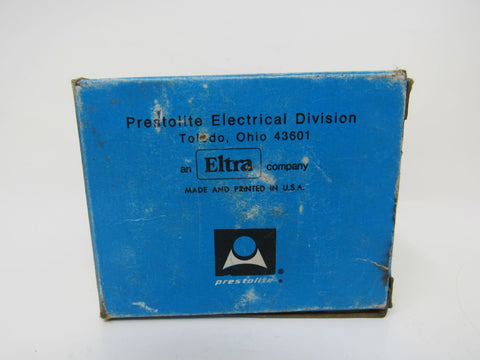 Prestolite Electrical Division
Toledo, Ohio 43601
an Eltra company
MADE AND PRINTED IN U.S.A.
®
prestolite®